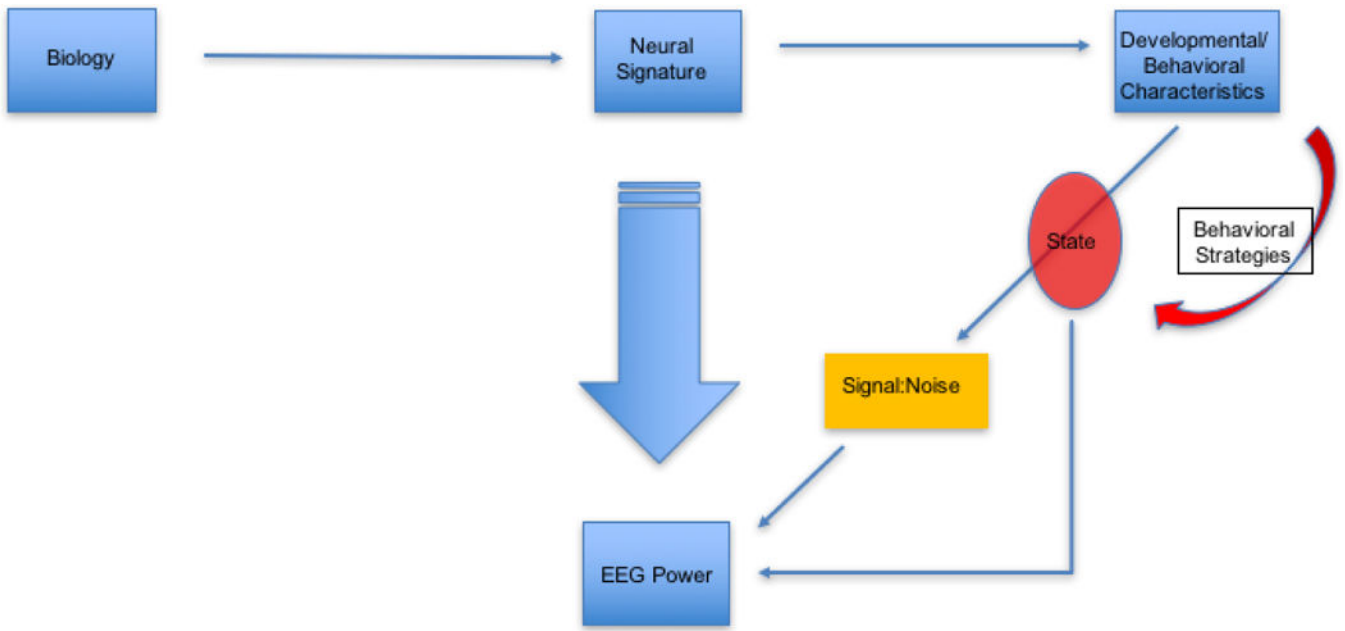 Biology
Neural
Signature
Developmental/
Behavioral
Characteristics
State
Behavioral
Strategies
Signal:Noise
EEG Power